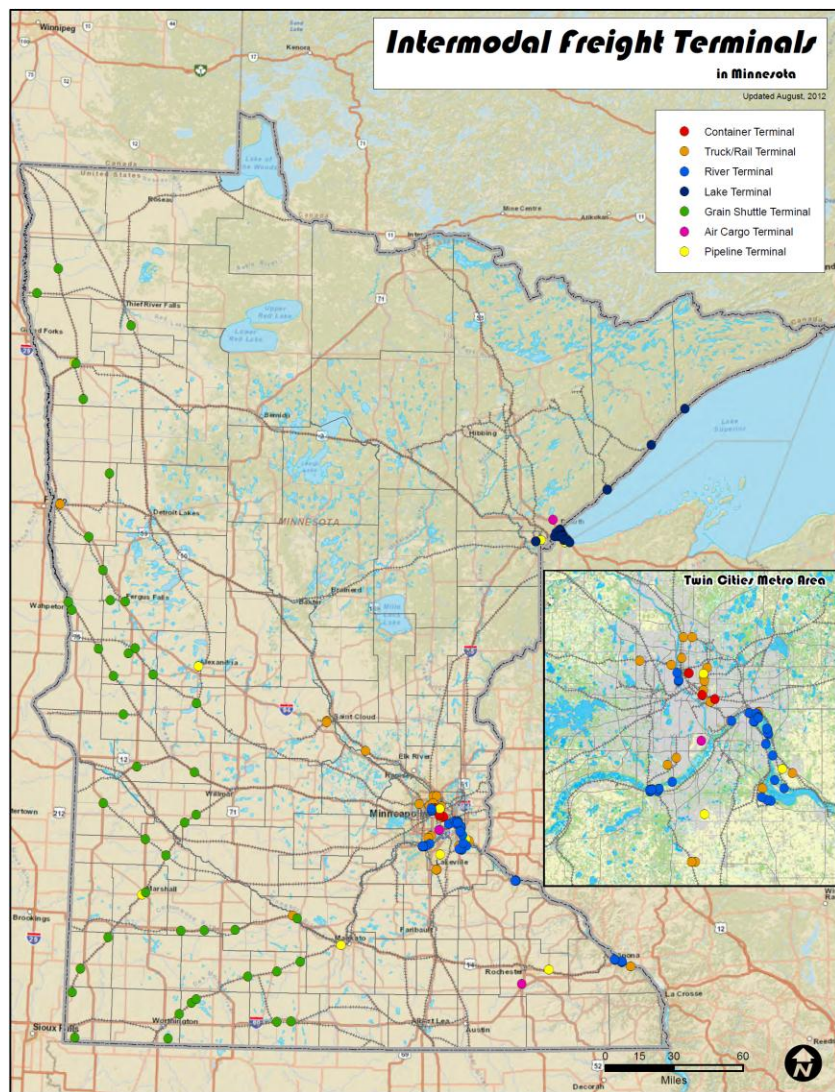 Intermodal Freight Terminals
in Minnesota
Updated August, 2012
Container Terminal
Truck/Rail Terminal
River Terminal
Lake Terminal
Grain Shuttle Terminal
Air Cargo Terminal
Pipeline Terminal
Winnipeg
Kenora
Lake of
the Woods
Canada
United States
Roseau
Mine Centre
Atikokan
Thief River Falls
Upper
Red Lake
Lower
Red Lake
Grand Forks
Bemidji
Hibbing
Lake
Superior
Canada
MINNESOTA
Detroit Lakes
Duluth
Brainerd
Baxter
Wahpeton
Fergus Falls
Alexandria
Twin Cities Metro Area
Saint Cloud
Elk River
Willmar
Minneapolis
Lakeville
Marshall
Brookings
Mankato
Faribault
Rochester
Winona
La Crosse
Sioux Falls
Worthington
Albert Lea
Austin
Decorah
0 15 30 60
Miles
N